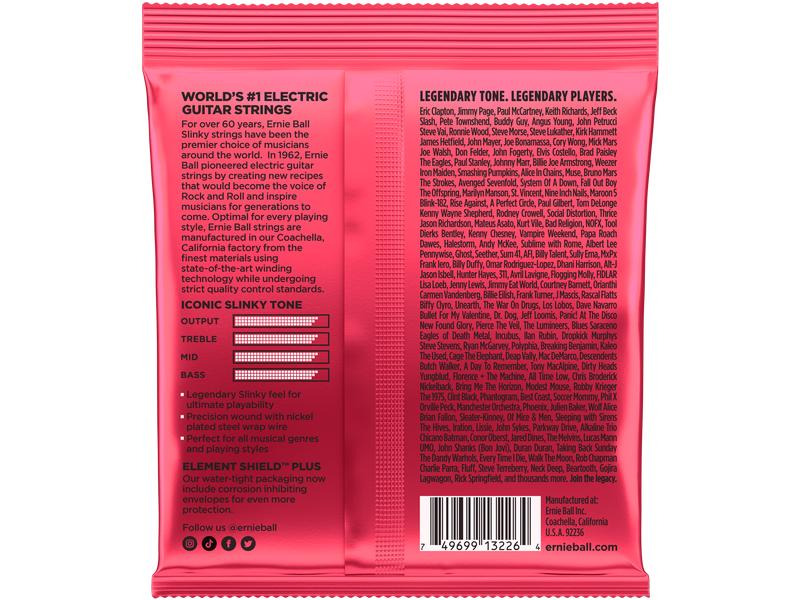 WORLD'S #1 ELECTRIC
GUITAR STRINGS
For over 60 years, Ernie Ball
Slinky strings have been the
premier choice of musicians
around the world. In 1962, Ernie
Ball pioneered electric guitar
strings by creating new recipes
that would become the voice of
Rock and Roll and inspire
musicians for generations to
come. Optimal for every playing
style, Ernie Ball strings are
manufactured in our Coachella,
California factory from the
finest materials using
state-of-the-art winding
technology while undergoing
strict quality control standards.
ICONIC SLINKY TONE
OUTPUT
TREBLE
MID
BASS
Legendary Slinky feel for
ultimate playability
Precision wound with nickel
plated steel wrap wire
Perfect for all musical genres
and playing styles
ELEMENT SHIELD™ PLUS
Our water-tight packaging now
include corrosion inhibiting
envelopes for even more
protection.
Follow us @ernieball
LEGENDARY TONE. LEGENDARY PLAYERS.
Eric Clapton, Jimmy Page, Paul McCartney, Keith Richards, Jeff Beck
Slash, Pete Townshend, Buddy Guy, Angus Young, John Petrucci
Steve Vai, Ronnie Wood, Steve Morse, Steve Lukather, Kirk Hammett
James Hetfield, John Mayer, Joe Bonamassa, Cory Wong, Mick Mars
Joe Walsh, Don Felder, John Fogerty, Elvis Costello, Brad Paisley
The Eagles, Paul Stanley, Johnny Marr, Billie Joe Armstrong, Weezer
Iron Maiden, Smashing Pumpkins, Alice In Chains, Muse, Bruno Mars
The Strokes, Avenged Sevenfold, System Of A Down, Fall Out Boy
The Offspring, Marilyn Manson, St. Vincent, Nine Inch Nails, Maroon 5
Blink-182, Rise Against, A Perfect Circle, Paul Gilbert, Tom DeLonge
Kenny Wayne Shepherd, Rodney Crowell, Social Distortion, Thrice
Jason Richardson, Mateus Asato, Kurt Vile, Bad Religion, NOFX, Tool
Dierks Bentley, Kenny Chesney, Vampire Weekend, Papa Roach
Dawes, Halestorm, Andy McKee, Sublime with Rome, Albert Lee
Pennywise, Ghost, Seether, Sum 41, AFI, Billy Talent, Sully Erna, MxPx
Frank Iero, Billy Duffy, Omar Rodriguez-Lopez, Dhani Harrison, Alt-J
Jason Isbell, Hunter Hayes, 311, Avril Lavigne, Flogging Molly, FIDLAR
Lisa Loeb, Jenny Lewis, Jimmy Eat World, Courtney Barnett, Orianthi
Carmen Vandenberg, Billie Eilish, Frank Turner, J Mascis, Rascal Flatts
Biffy Clyro, Unearth, The War On Drugs, Los Lobos, Dave Navarro
Bullet For My Valentine, Dr. Dog, Jeff Loomis, Panic! At The Disco
New Found Glory, Pierce The Veil, The Lumineers, Blues Saraceno
Eagles of Death Metal, Incubus, Ilan Rubin, Dropkick Murphys
Steve Stevens, Ryan McGarvey, Polyphia, Breaking Benjamin, Kaleo
The Used, Cage The Elephant, Deap Vally, Mac DeMarco, Descendents
Butch Walker, A Day To Remember, Tony MacAlpine, Dirty Heads
Yungblud, Florence + The Machine, All Time Low, Chris Broderick
Nickelback, Bring Me The Horizon, Modest Mouse, Robby Krieger
The 1975, Clint Black, Phantogram, Best Coast, Soccer Mommy, Phil X
Orville Peck, Manchester Orchestra, Phoenix, Julien Baker, Wolf Alice
Brian Fallon, Sleater-Kinney, Of Mice & Men, Sleeping with Sirens
The Hives, Iration, Lissie, John Sykes, Parkway Drive, Alkaline Trio
Chicano Batman, Conor Oberst, Jared Dines, The Melvins, Lucas Mann
UMO, John Shanks (Bon Jovi), Duran Duran, Taking Back Sunday
The Dandy Warhols, Every Time I Die, Walk The Moon, Rob Chapman
Charlie Parra, Fluff, Steve Terreberry, Neck Deep, Beartooth, Gojira
Lagwagon, Rick Springfield, and thousands more. Join the legacy.
7 49699 13226 4
Manufactured at:
Ernie Ball Inc.
Coachella, California
U.S.A. 92236
ernieball.com